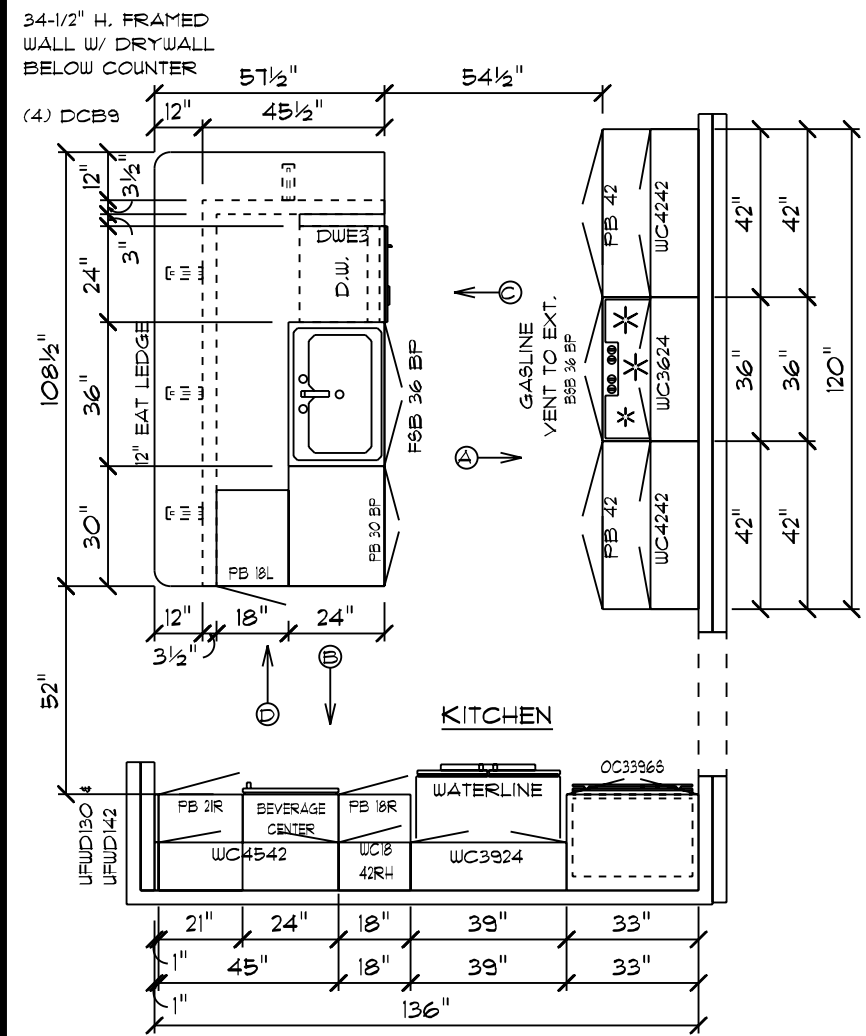 34-1/2" H. FRAMED
WALL W/ DRYWALL
BELOW COUNTER
(4) DCB9
57½"
54½"
12"
45½"
12"
3½"
3"
24"
36"
30"
108½"
52"
12" EAT LEDGE
DWE3
D.W.
FSB 36 BP
PB 30 BP
PB 18L
12"
3½"
18"
24"
A
B
C
D
GASLINE
VENT TO EXT.
BSB 36 BP
PB 42
WC4242
WC3624
PB 42
WC4242
42"
36"
42"
42"
36"
42"
120"
KITCHEN
UFWD130 &
UFWD142
PB 21R
BEVERAGE
CENTER
PB 18R
WC4542
WC18
42RH
WATERLINE
WC3924
OC3396S
21"
24"
18"
39"
33"
1"
45"
18"
39"
33"
1"
136"